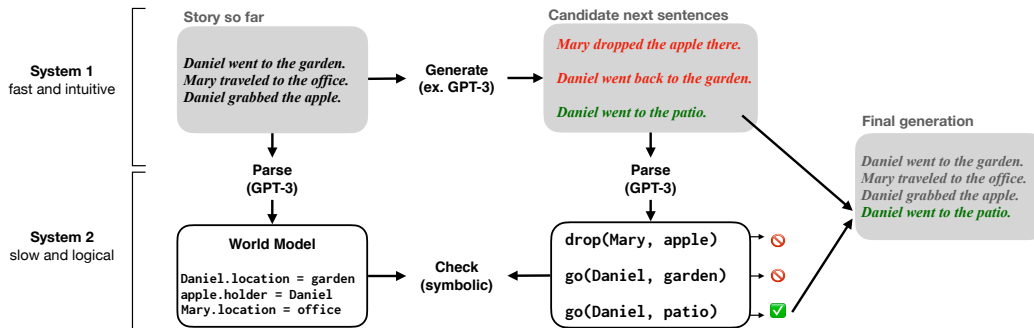 Story so far
Candidate next sentences
System 1
fast and intuitive
Daniel went to the garden.
Mary traveled to the office.
Daniel grabbed the apple.
Generate
(ex. GPT-3)
Mary dropped the apple there.
Daniel went back to the garden.
Daniel went to the patio.
Final generation
Daniel went to the garden.
Mary traveled to the office.
Daniel grabbed the apple.
Daniel went to the patio.
Parse
(GPT-3)
Parse
(GPT-3)
System 2
slow and logical
World Model
Daniel.location = garden
apple.holder = Daniel
Mary.location = office
Check
(symbolic)
drop(Mary, apple)
go(Daniel, garden)
go(Daniel, patio)